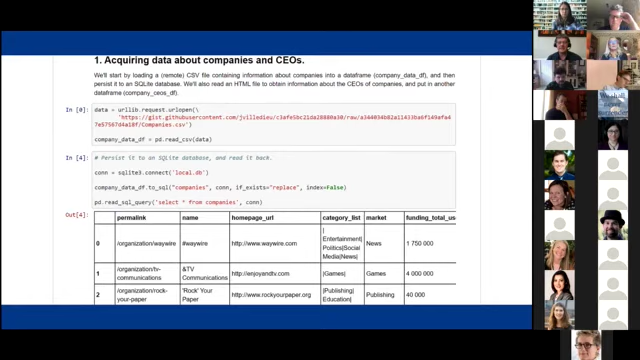 1. Acquiring data about companies and CEOs.
We'll start by loading a (remote) CSV file containing information about companies into a dataframe (company_data_df), and then
persist it to an SQLite database. We'll also read an HTML file to obtain information about the CEOs of companies, and put in another
dataframe (company_ceos_df).
In [0]: data = urllib.request.urlopen(\
"https://gist.githubusercontent.com/jvilledieu/c3afe5bc21da28880a30/raw/a344034b82a11433ba6f149afa4
7e57567d4a18f/Companies.csv")
company_data_df = pd.read_csv(data)
In [4]: # Persist it to an SQLite database, and read it back.
conn = sqlite3.connect('local.db')
company_data_df.to_sql("companies", conn, if_exists="replace", index=False)
pd.read_sql_query('select * from companies', conn)
Out[4]:
permalink name homepage_url category_list market funding_total_us
0 /organization/waywire #waywire http://www.waywire.com |Entertainment|Politics|Social Media|News| News 1 750 000
1 /organization/tv-communications &TV Communications http://enjoyandtv.com |Games| Games 4 000 000
2 /organization/rock-your-paper 'Rock' Your Paper http://www.rockyourpaper.org |Publishing|Education| Publishing 40 000
We shall
never
surrender